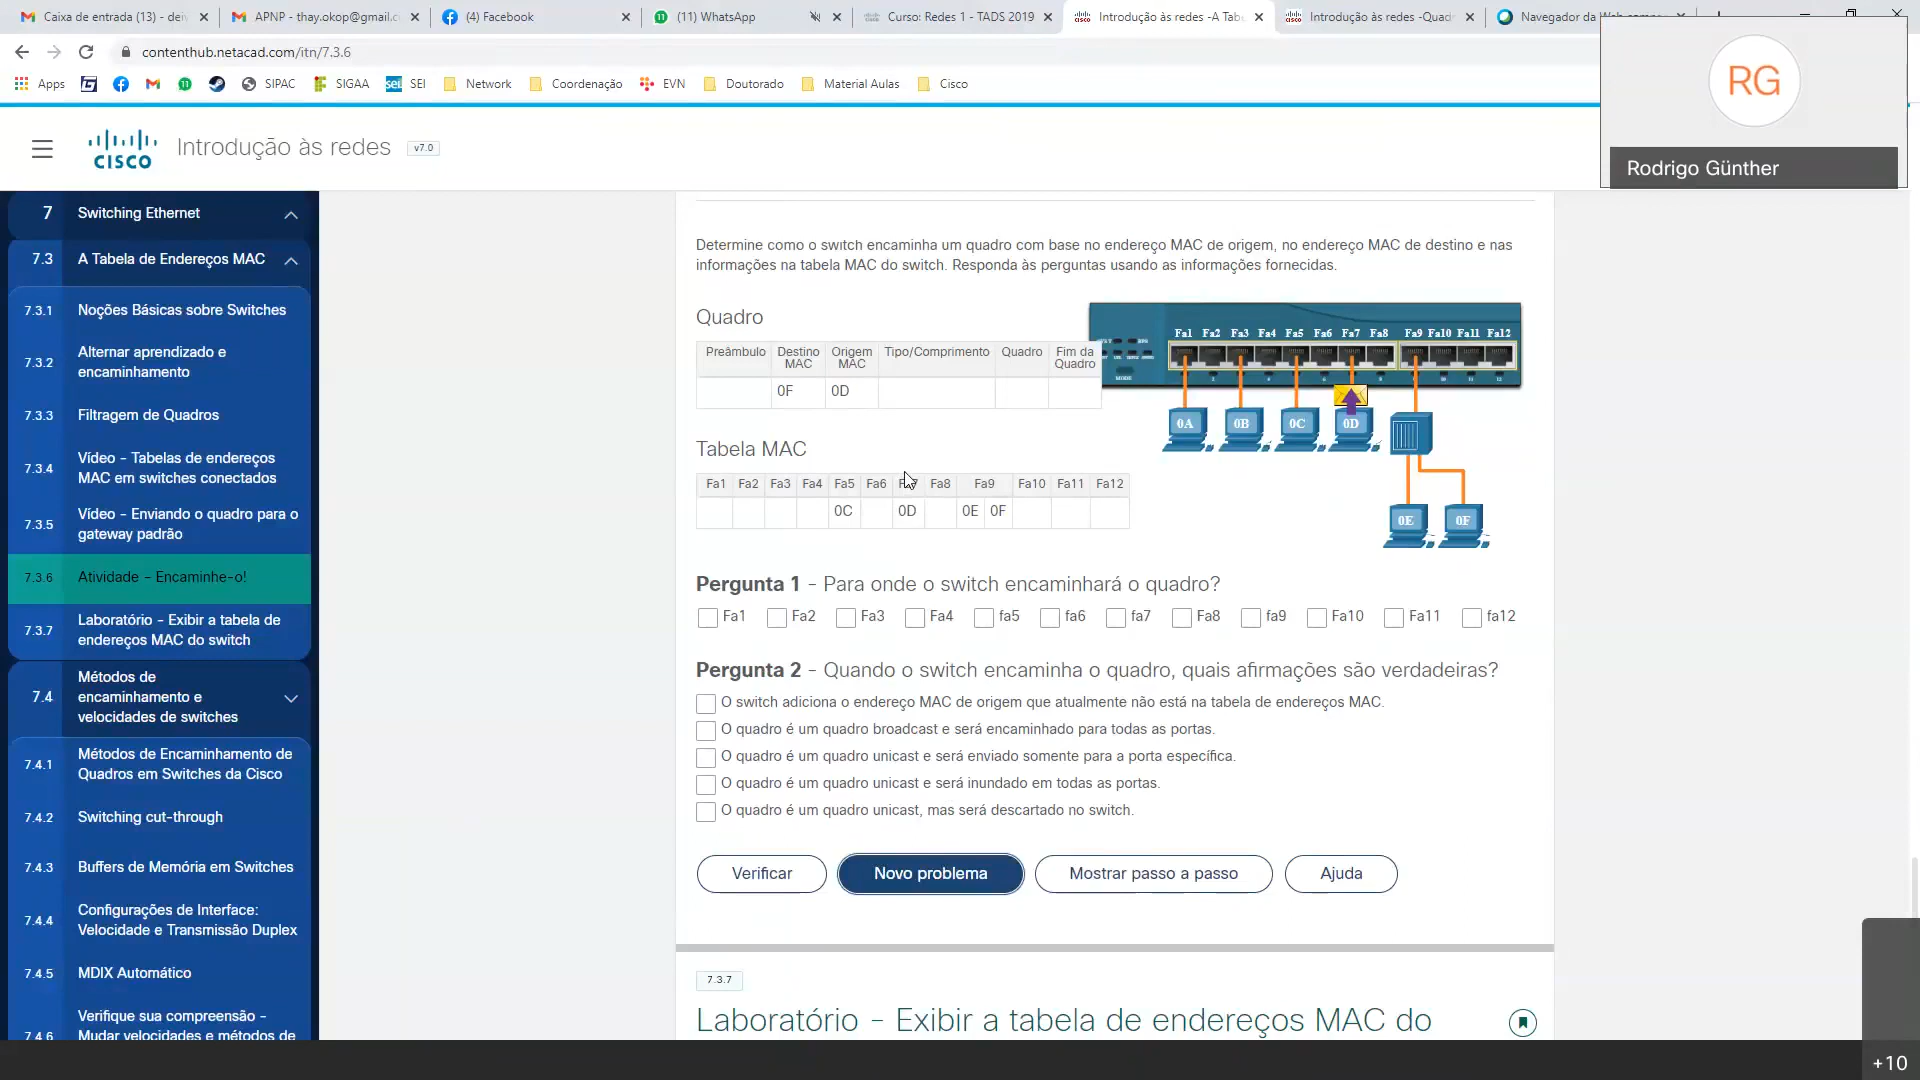 Caixa de entrada (13) - dei
APNP - thay.okop@gmail.c
(4) Facebook
(11) WhatsApp
Curso: Redes 1 - TADS 2019
Introdução às redes -A Tab
Introdução às redes -Quad
Navegador da Web
contenthub.netacad.com/itn/7.3.6
Apps
SIPAC
SIGAA
SEI
Network
Coordenação
EVN
Doutorado
Material Aulas
Cisco
RG
Rodrigo Günther
CISCO
Introdução às redes
v7.0
7 Switching Ethernet
7.3 A Tabela de Endereços MAC
7.3.1 Noções Básicas sobre Switches
7.3.2 Alternar aprendizado e
encaminhamento
7.3.3 Filtragem de Quadros
7.3.4 Vídeo - Tabelas de endereços
MAC em switches conectados
7.3.5 Vídeo - Enviando o quadro para o
gateway padrão
7.3.6 Atividade - Encaminhe-o!
7.3.7 Laboratório - Exibir a tabela de
endereços MAC do switch
7.4 Métodos de
encaminhamento e
velocidades de switches
7.4.1 Métodos de Encaminhamento de
Quadros em Switches da Cisco
7.4.2 Switching cut-through
7.4.3 Buffers de Memória em Switches
7.4.4 Configurações de Interface:
Velocidade e Transmissão Duplex
7.4.5 MDIX Automático
7.4.6 Verifique sua compreensão -
Mudar velocidades e métodos de
Determine como o switch encaminha um quadro com base no endereço MAC de origem, no endereço MAC de destino e nas
informações na tabela MAC do switch. Responda às perguntas usando as informações fornecidas.
Quadro
Preâmbulo Destino MAC Origem MAC Tipo/Comprimento Quadro Fim da Quadro
0F 0D
Fa1 Fa2 Fa3 Fa4 Fa5 Fa6 Fa7 Fa8 Fa9 Fa10 Fa11 Fa12
MODE
0A 0B 0C 0D
0E 0F
Tabela MAC
Fa1 Fa2 Fa3 Fa4 Fa5 Fa6 Fa7 Fa8 Fa9 Fa10 Fa11 Fa12
0C 0D 0E 0F
Pergunta 1 - Para onde o switch encaminhará o quadro?
Fa1 Fa2 Fa3 Fa4 fa5 fa6 fa7 Fa8 fa9 Fa10 Fa11 fa12
Pergunta 2 - Quando o switch encaminha o quadro, quais afirmações são verdadeiras?
O switch adiciona o endereço MAC de origem que atualmente não está na tabela de endereços MAC.
O quadro é um quadro broadcast e será encaminhado para todas as portas.
O quadro é um quadro unicast e será enviado somente para a porta específica.
O quadro é um quadro unicast e será inundado em todas as portas.
O quadro é um quadro unicast, mas será descartado no switch.
Verificar
Novo problema
Mostrar passo a passo
Ajuda
7.3.7
Laboratório - Exibir a tabela de endereços MAC do
+10